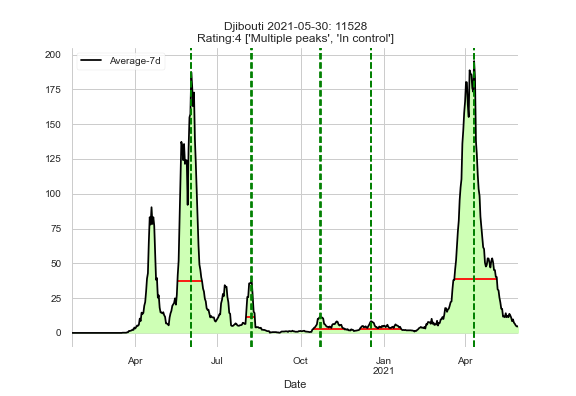 Djibouti 2021-05-30: 11528
Rating:4 ['Multiple peaks', 'In control']
Average-7d
200
175
150
125
100
75
50
25
0
Apr
Jul
Oct
Jan
2021
Apr
Date